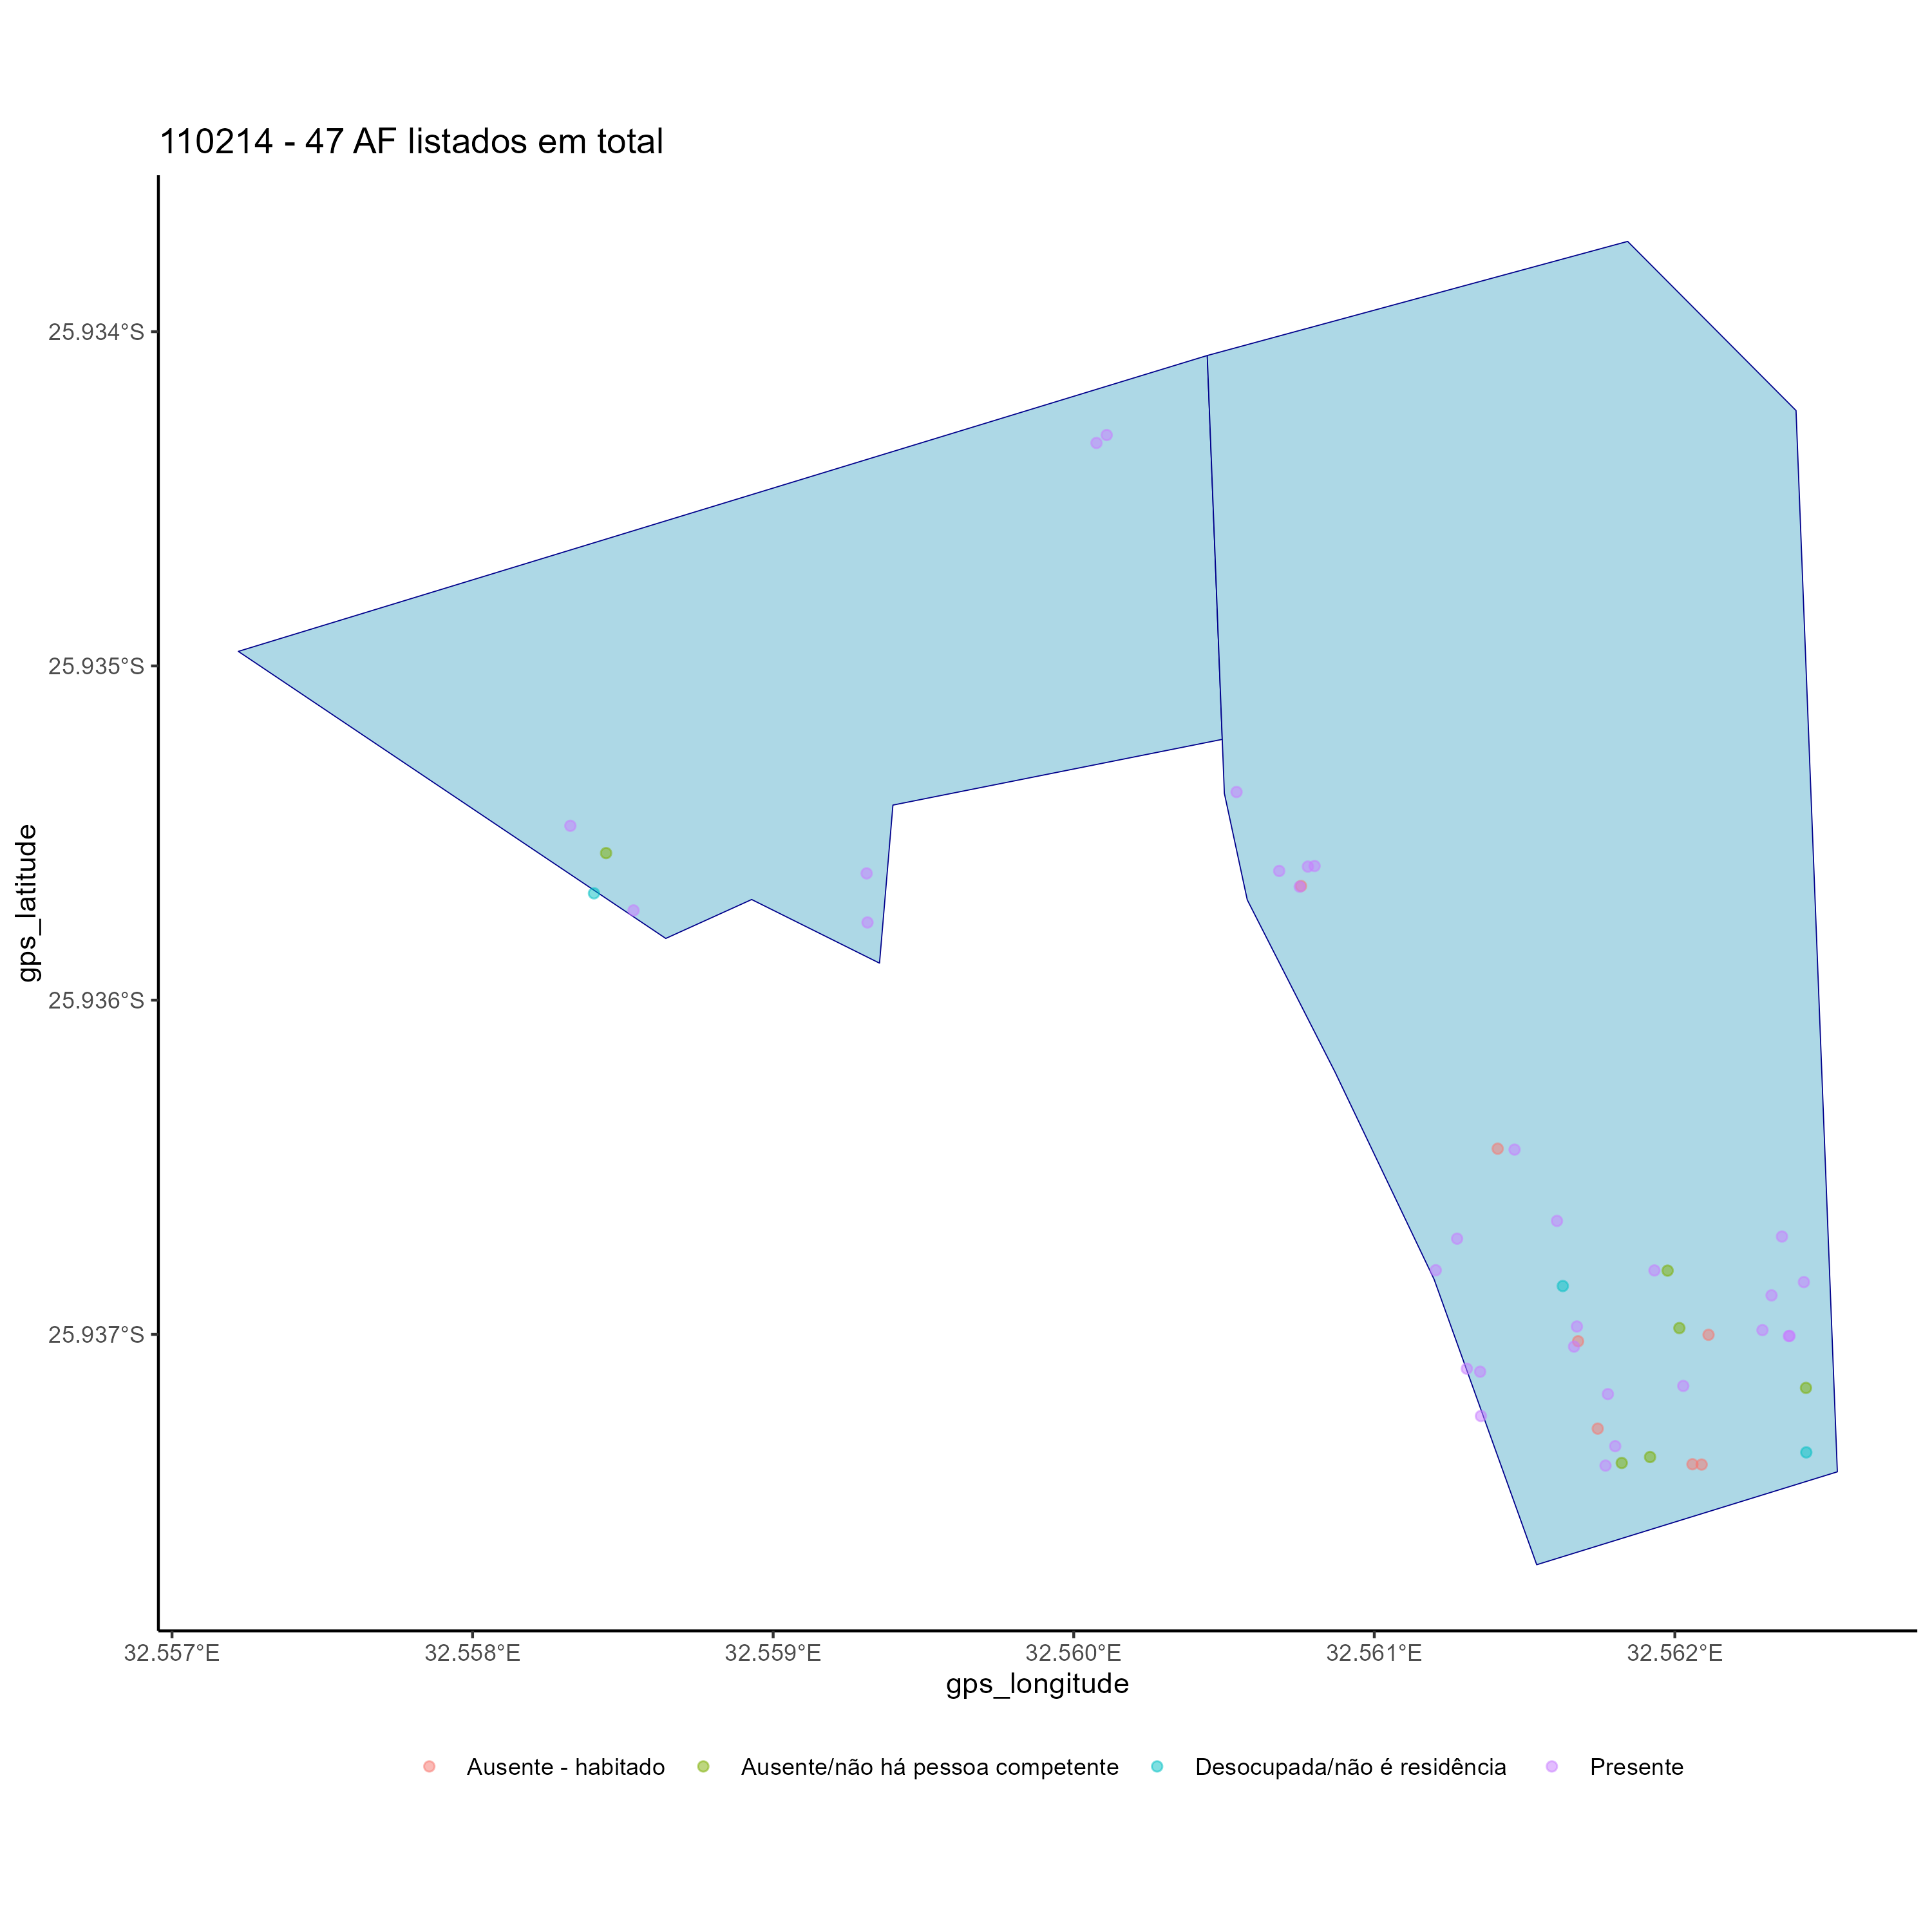 110214 - 47 AF listados em total
gps_latitude
25.934°S
25.935°S
25.936°S
25.937°S
32.557°E 32.558°E 32.559°E 32.560°E 32.561°E 32.562°E
gps_longitude
Ausente - habitado Ausente/não há pessoa competente Desocupada/não é residência Presente